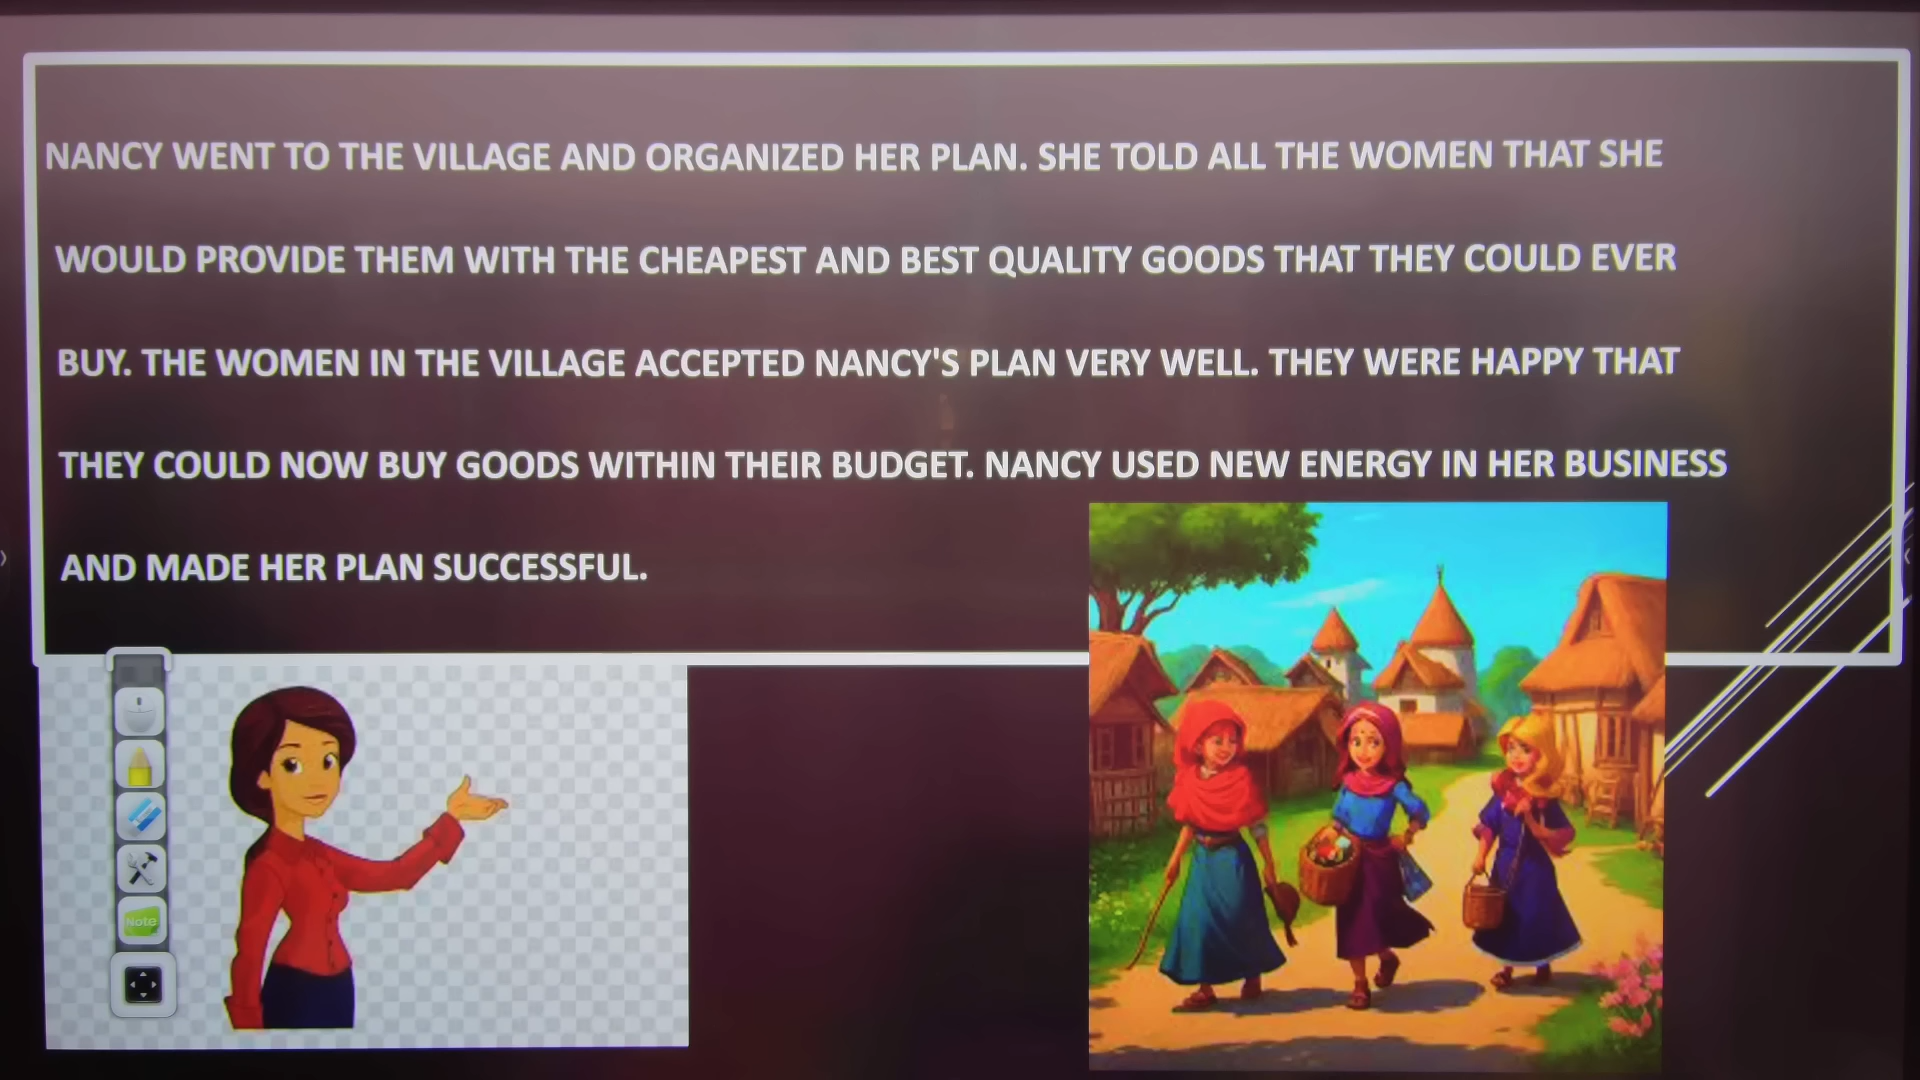 NANCY WENT TO THE VILLAGE AND ORGANIZED HER PLAN. SHE TOLD ALL THE WOMEN THAT SHE
WOULD PROVIDE THEM WITH THE CHEAPEST AND BEST QUALITY GOODS THAT THEY COULD EVER
BUY. THE WOMEN IN THE VILLAGE ACCEPTED NANCY'S PLAN VERY WELL. THEY WERE HAPPY THAT
THEY COULD NOW BUY GOODS WITHIN THEIR BUDGET. NANCY USED NEW ENERGY IN HER BUSINESS
AND MADE HER PLAN SUCCESSFUL.
Note